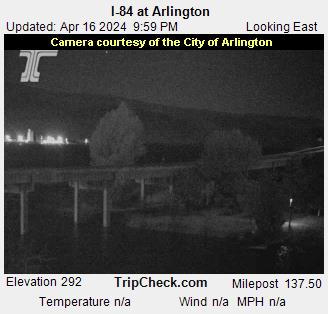 I-84 at Arlington
Updated: Apr 16 2024 9:59 PM Looking East
Camera courtesy of the City of Arlington
Elevation 292 TripCheck.com Milepost 137.50
Temperature n/a Wind n/a MPH n/a